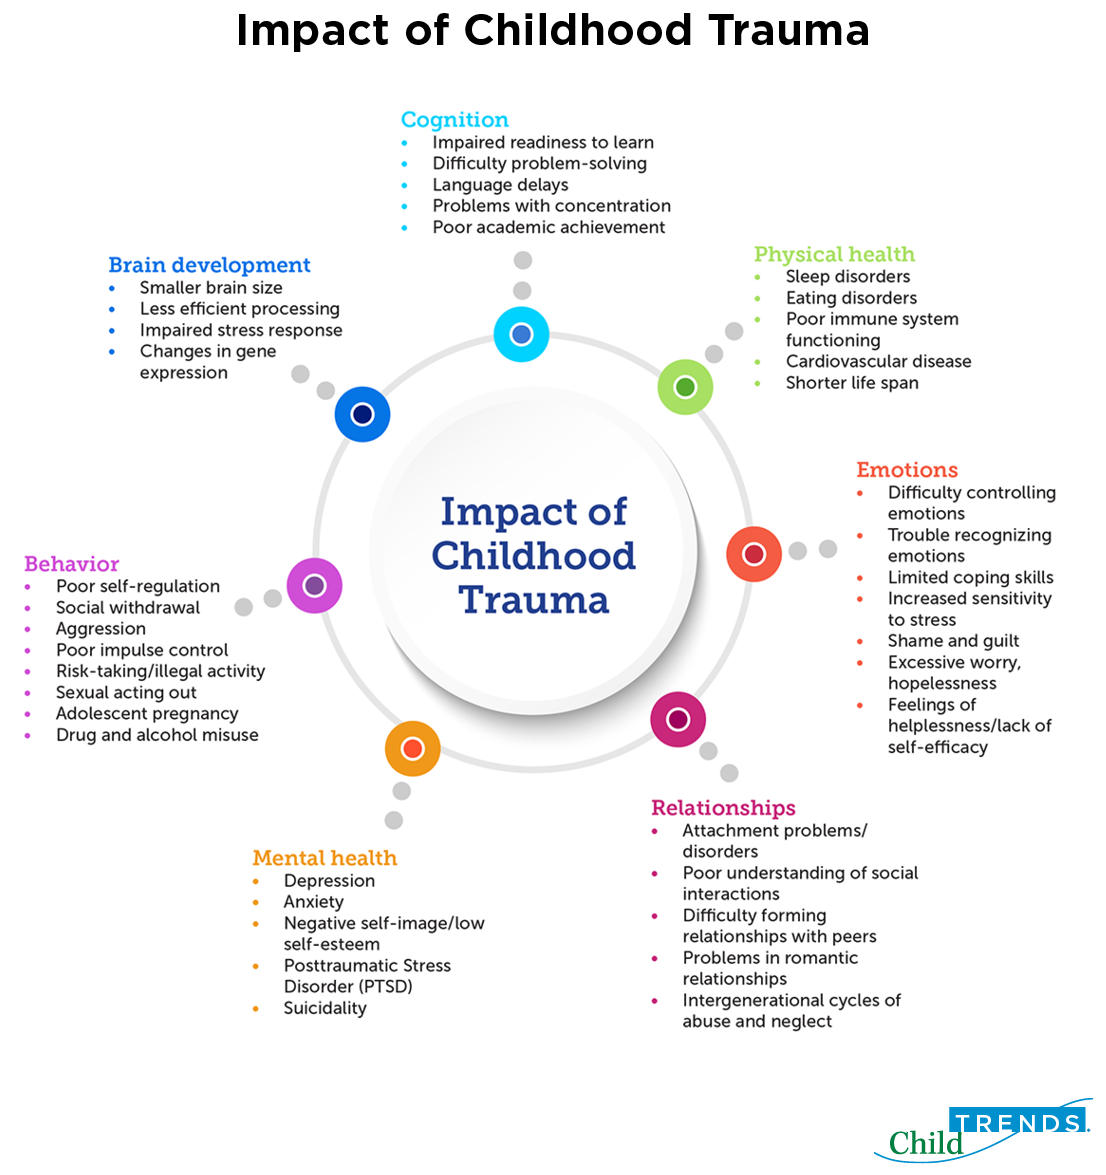 Impact of Childhood Trauma
Cognition
• Impaired readiness to learn
• Difficulty problem-solving
• Language delays
• Problems with concentration
• Poor academic achievement
Physical health
• Sleep disorders
• Eating disorders
• Poor immune system
functioning
• Cardiovascular disease
• Shorter life span
Emotions
• Difficulty controlling
emotions
• Trouble recognizing
emotions
• Limited coping skills
• Increased sensitivity
to stress
• Shame and guilt
• Excessive worry,
hopelessness
• Feelings of
helplessness/lack of
self-efficacy
Relationships
• Attachment problems/
disorders
• Poor understanding of social
interactions
• Difficulty forming
relationships with peers
• Problems in romantic
relationships
• Intergenerational cycles of
abuse and neglect
Mental health
• Depression
• Anxiety
• Negative self-image/low
self-esteem
• Posttraumatic Stress
Disorder (PTSD)
• Suicidality
Behavior
• Poor self-regulation
• Social withdrawal
• Aggression
• Poor impulse control
• Risk-taking/illegal activity
• Sexual acting out
• Adolescent pregnancy
• Drug and alcohol misuse
Brain development
• Smaller brain size
• Less efficient processing
• Impaired stress response
• Changes in gene
expression
Impact of
Childhood
Trauma
Child
TRENDS.